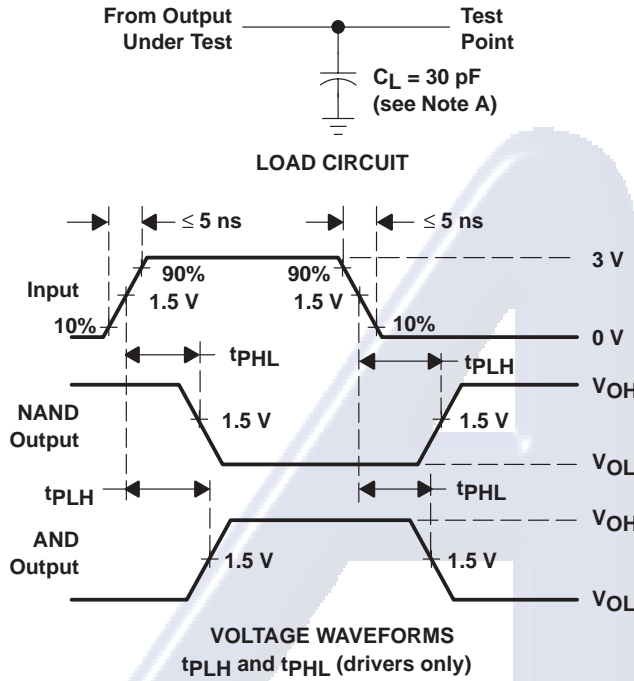 From Output
Under Test
Test
Point
CL = 30 pF
(see Note A)
LOAD CIRCUIT
≤ 5 ns
≤ 5 ns
3 V
90%
90%
Input
1.5 V
1.5 V
10%
10%
0 V
tPHL
tPLH
VOH
NAND
Output
1.5 V
1.5 V
VOL
tPLH
tPHL
VOH
AND
Output
1.5 V
1.5 V
VOL
VOLTAGE WAVEFORMS
tPLH and tPHL (drivers only)